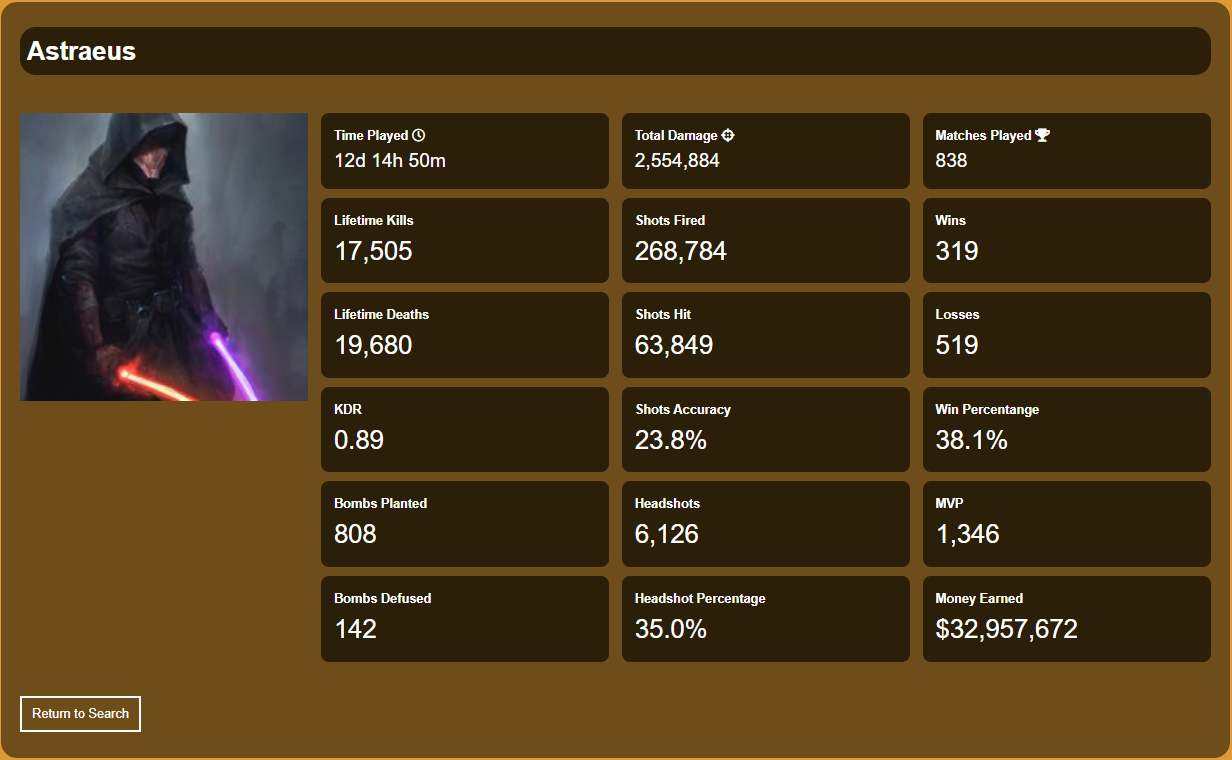 Astraeus
Time Played
12d 14h 50m
Total Damage
2,554,884
Matches Played
838
Lifetime Kills
17,505
Shots Fired
268,784
Wins
319
Lifetime Deaths
19,680
Shots Hit
63,849
Losses
519
KDR
0.89
Shots Accuracy
23.8%
Win Percentange
38.1%
Bombs Planted
808
Headshots
6,126
MVP
1,346
Bombs Defused
142
Headshot Percentage
35.0%
Money Earned
$32,957,672
Return to Search